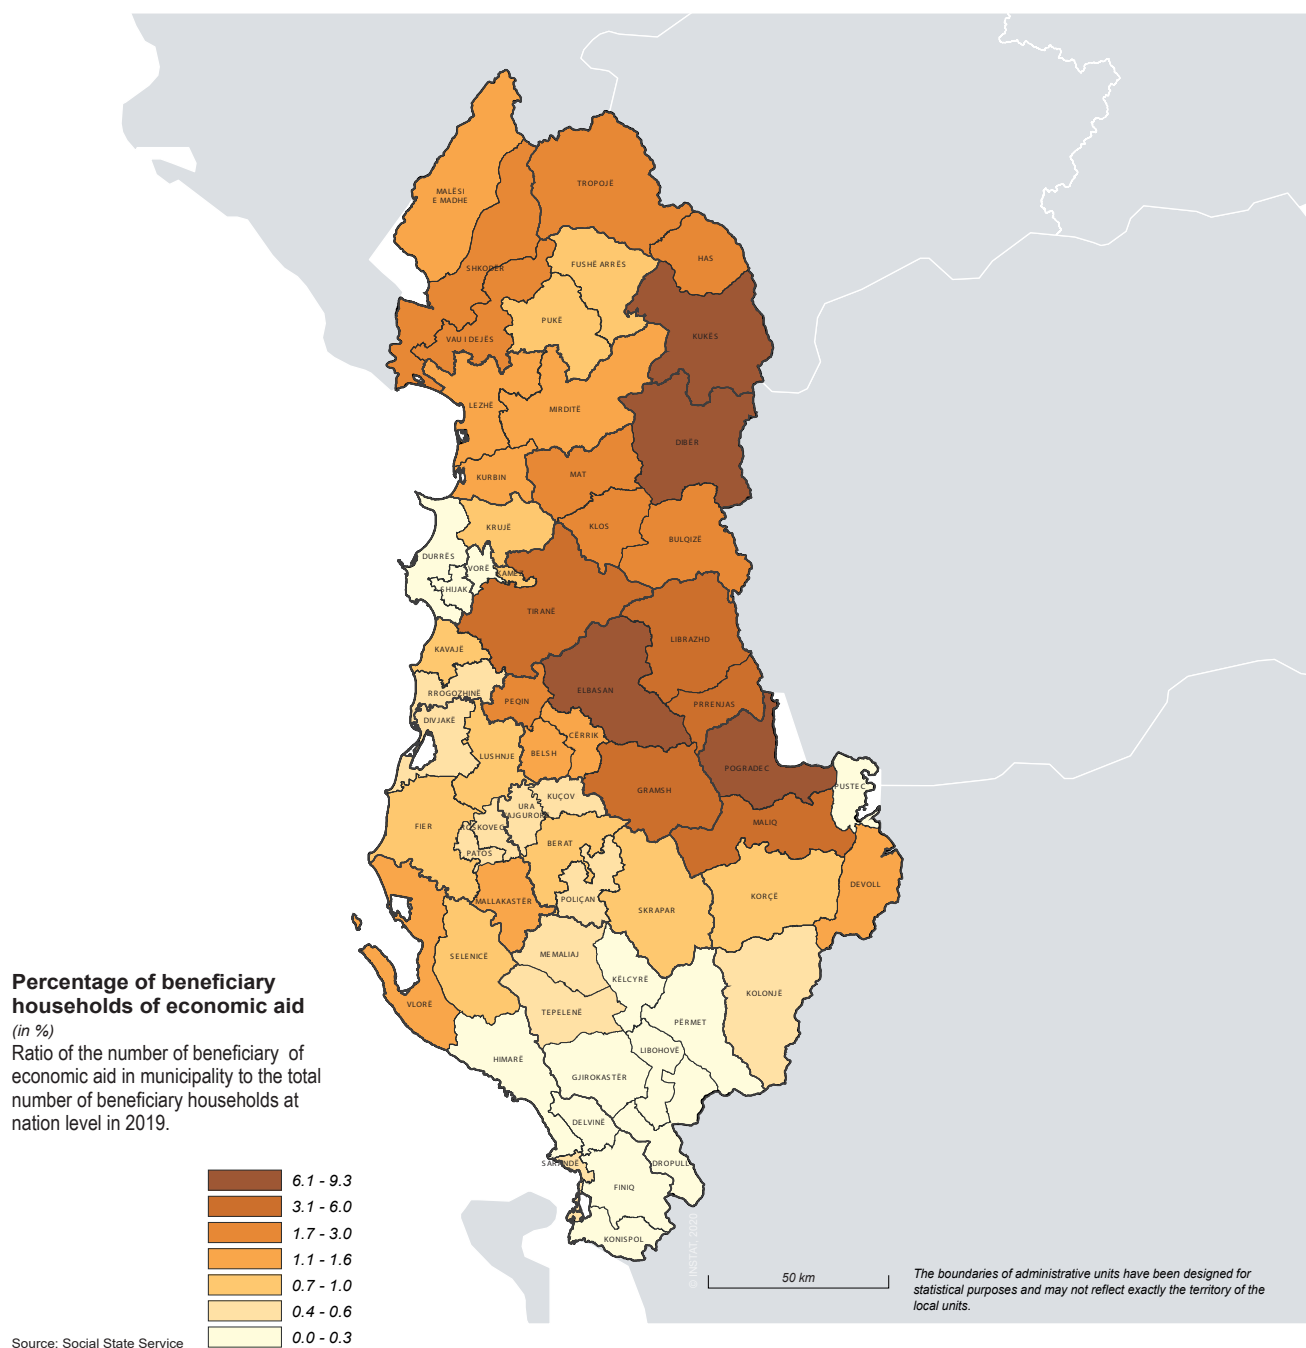 MALËSI
E MADHE
TROPOJË
SHKODËR
FUSHË ARRËS
HAS
PUKË
VAU I DEJËS
KUKËS
LEZHË
MIRDITË
DIBËR
KURBIN
MAT
KRUJË
KLOS
BULQIZË
DURRËS
VORË
KAMËZ
SHIJAK
TIRANË
LIBRAZHD
KAVAJË
RROGOZHINË
ELBASAN
PEQIN
PRRENJAS
DIVJAKË
CËRRIK
LUSHNJE
BELSH
POGRADEC
PUSTEC
GRAMSH
KUÇOV
URA
FIER
MALIQ
BERAT
PATOS
DEVOLL
MALLAKASTËR
POLIÇAN
KORÇË
SKRAPAR
SELENICË
MEMALIAJ
KËLCYRË
KOLONJË
VLORË
TEPELENË
PËRMET
HIMARË
LIBOHOVË
GJIROKASTËR
DELVINË
SARANDË
DROPULL
FINIQ
KONISPOL
Percentage of beneficiary
households of economic aid
(in %)
Ratio of the number of beneficiary of
economic aid in municipality to the total
number of beneficiary households at
nation level in 2019.
6.1 - 9.3
3.1 - 6.0
1.7 - 3.0
1.1 - 1.6
0.7 - 1.0
0.4 - 0.6
0.0 - 0.3
Source: Social State Service
© INSTAT, 2020
50 km
The boundaries of administrative units have been designed for
statistical purposes and may not reflect exactly the territory of the
local units.